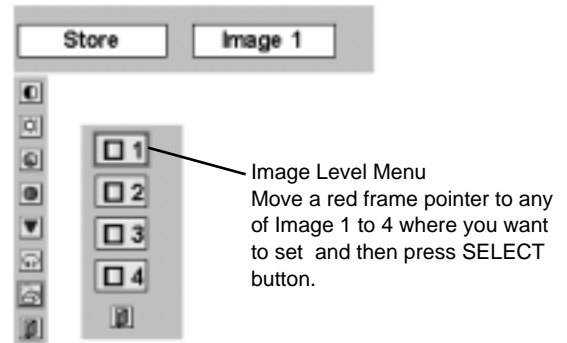 Store Image 1
1
2
3
4
Image Level Menu
Move a red frame pointer to any
of Image 1 to 4 where you want
to set and then press SELECT
button.